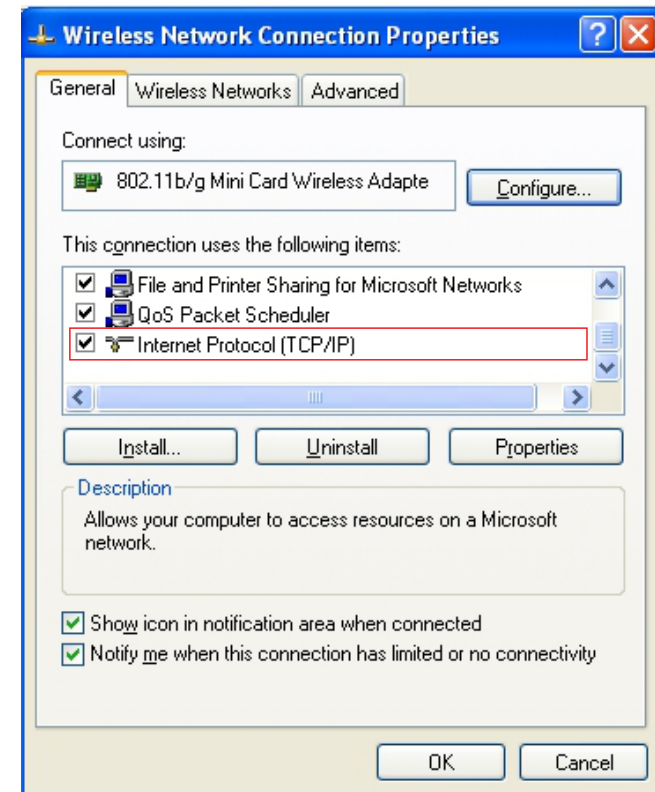 Wireless Network Connection Properties
General Wireless Networks Advanced
Connect using:
802.11b/g Mini Card Wireless Adapte Configure...
This connection uses the following items:
File and Printer Sharing for Microsoft Networks
QoS Packet Scheduler
Internet Protocol (TCP/IP)
Install... Uninstall Properties
Description
Allows your computer to access resources on a Microsoft
network.
Show icon in notification area when connected
Notify me when this connection has limited or no connectivity
OK Cancel